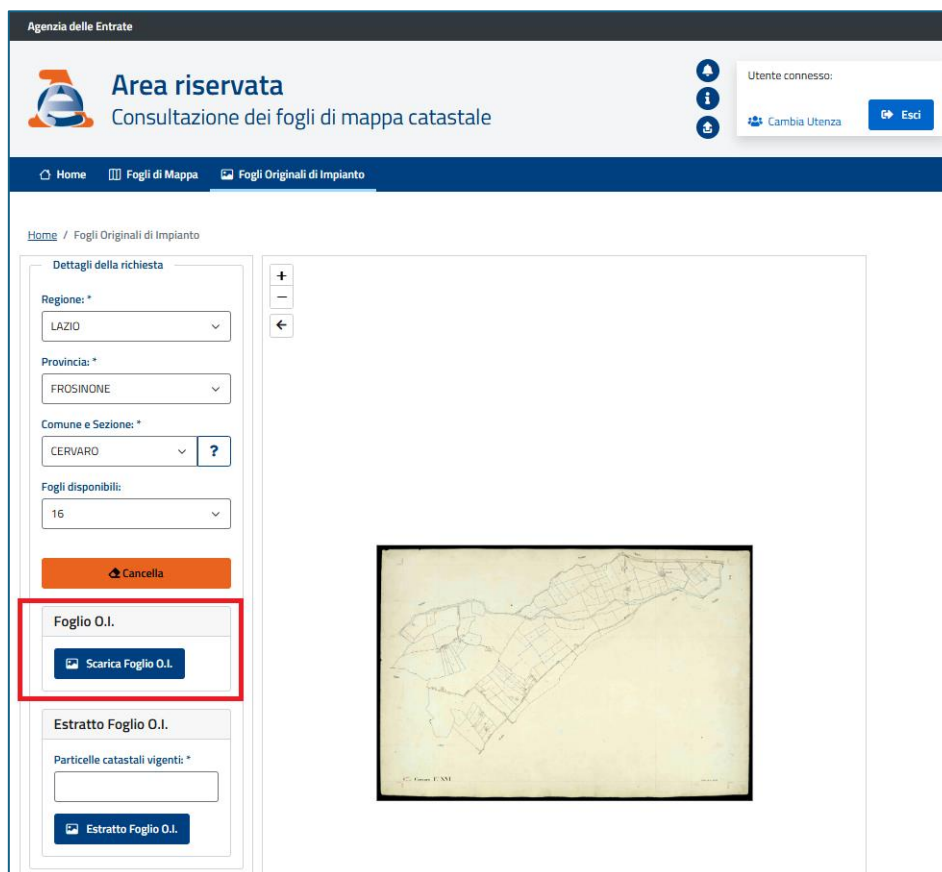 Agenzia delle Entrate
Area riservata
Consultazione dei fogli di mappa catastale
Utente connesso:
Cambia Utenza
Esci
Home
Fogli di Mappa
Fogli Originali di Impianto
Home / Fogli Originali di Impianto
Dettagli della richiesta
Regione: *
LAZIO
Provincia: *
FROSINONE
Comune e Sezione: *
CERVARO
?
Fogli disponibili:
16
Cancella
Foglio O.I.
Scarica Foglio O.I.
Estratto Foglio O.I.
Particelle catastali vigenti: *
Estratto Foglio O.I.
+
−